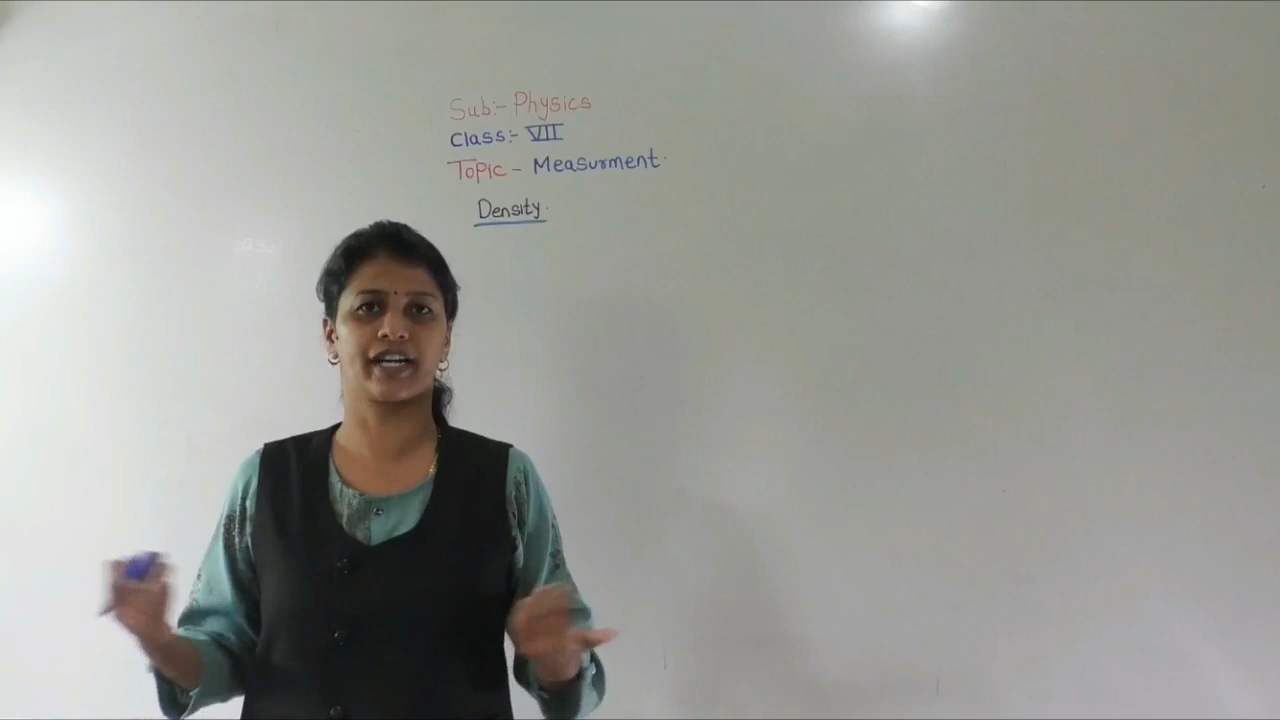 Sub:- Physics
Class:- VII
Topic - Measurment.
Density.